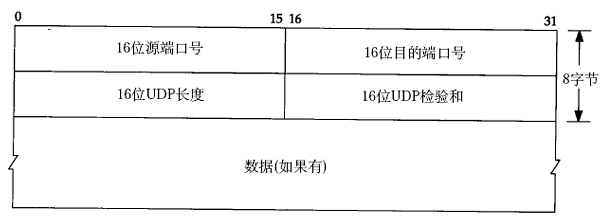 0 15 16 31
16位源端口号 16位目的端口号
8字节
16位UDP长度 16位UDP检验和
数据(如果有)